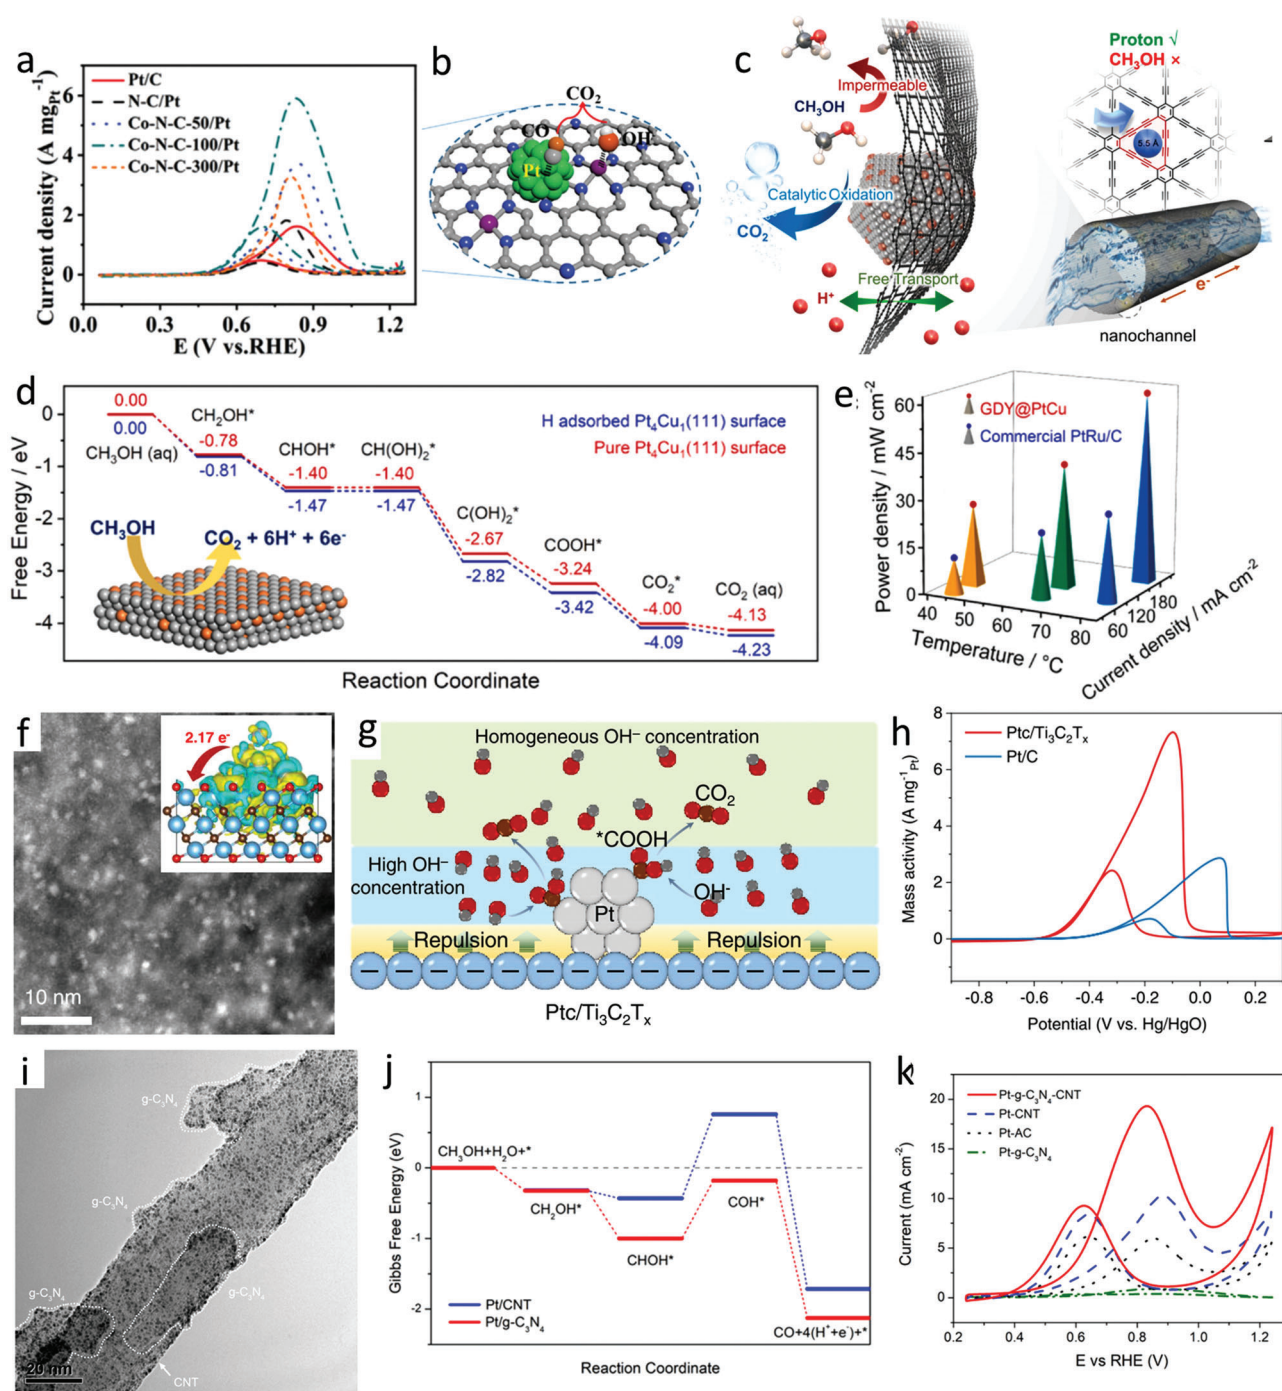 a
Current density (A mgPt⁻¹)
6
4
2
0
Pt/C
N-C/Pt
Co-N-C-50/Pt
Co-N-C-100/Pt
Co-N-C-300/Pt
0.0 0.3 0.6 0.9 1.2
E (V vs.RHE)
b
CO₂
CO
OH
Pt
c
Impermeable
CH₃OH
Catalytic Oxidation
CO₂
Free Transport
H⁺
Proton √
CH₃OH ×
5.5 Å
e⁻
nanochannel
d
Free Energy / eV
0
-1
-2
-3
-4
0.00
0.00
CH₃OH (aq)
CH₂OH*
-0.78
-0.81
CHOH*
-1.40
-1.47
CH(OH)₂*
-1.40
-1.47
C(OH)₂*
-2.67
-2.82
COOH*
-3.24
-3.42
CO₂*
-4.00
-4.09
CO₂ (aq)
-4.13
-4.23
H adsorbed Pt₄Cu₁(111) surface
Pure Pt₄Cu₁(111) surface
CH₃OH
CO₂ + 6H⁺ + 6e⁻
Reaction Coordinate
e
Power density / mW cm⁻²
60
45
30
15
0
GDY@PtCu
Commercial PtRu/C
40 50 60 70 80
Temperature / °C
60 120 180
Current density / mA cm⁻²
f
2.17 e⁻
10 nm
g
Homogeneous OH⁻ concentration
CO₂
*COOH
High OH⁻
concentration
OH⁻
Pt
Repulsion
Repulsion
Ptc/Ti₃C₂Tₓ
h
Mass activity (A mg⁻¹Pt)
8
6
4
2
0
Ptc/Ti₃C₂Tₓ
Pt/C
-0.8 -0.6 -0.4 -0.2 0.0 0.2
Potential (V vs. Hg/HgO)
i
g-C₃N₄
g-C₃N₄
g-C₃N₄
g-C₃N₄
20 nm
CNT
j
Gibbs Free Energy (eV)
1
0
-1
-2
CH₃OH+H₂O+*
CH₂OH*
CHOH*
COH*
CO+4(H⁺+e⁻)+*
Pt/CNT
Pt/g-C₃N₄
Reaction Coordinate
k
Current (mA cm⁻²)
20
15
10
5
0
Pt-g-C₃N₄-CNT
Pt-CNT
Pt-AC
Pt-g-C₃N₄
0.2 0.4 0.6 0.8 1.0 1.2
E vs RHE (V)